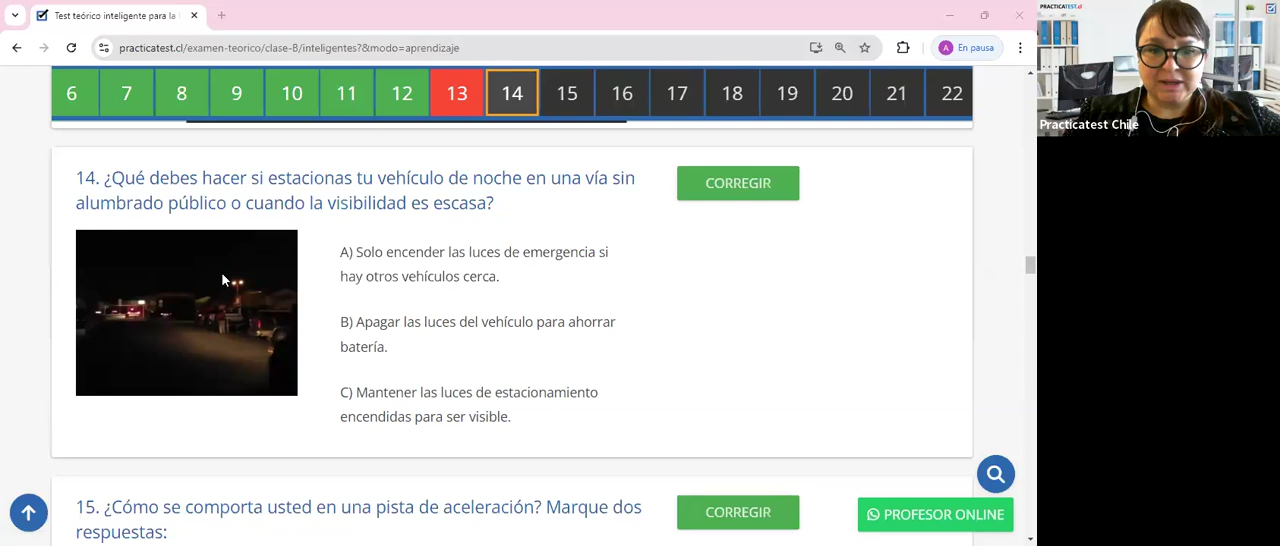 Test teórico inteligente para la
practicatest.cl/examen-teorico/clase-B/inteligentes?&modo=aprendizaje
A En pausa
PRACTICATEST.cl
Practicatest Chile
6 7 8 9 10 11 12 13 14 15 16 17 18 19 20 21 22
14. ¿Qué debes hacer si estacionas tu vehículo de noche en una vía sin
alumbrado público o cuando la visibilidad es escasa?
CORREGIR
A) Solo encender las luces de emergencia si
hay otros vehículos cerca.
B) Apagar las luces del vehículo para ahorrar
batería.
C) Mantener las luces de estacionamiento
encendidas para ser visible.
15. ¿Cómo se comporta usted en una pista de aceleración? Marque dos
respuestas:
CORREGIR
PROFESOR ONLINE